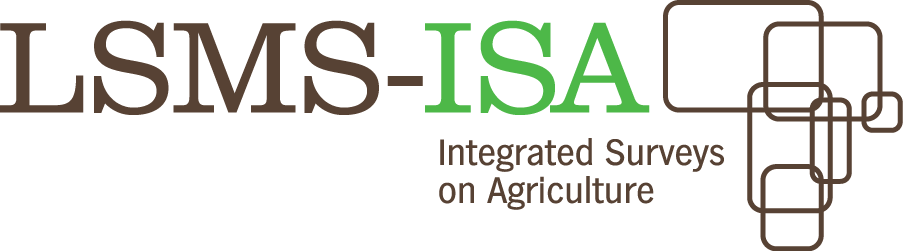 LSMS-ISA
Integrated Surveys
on Agriculture